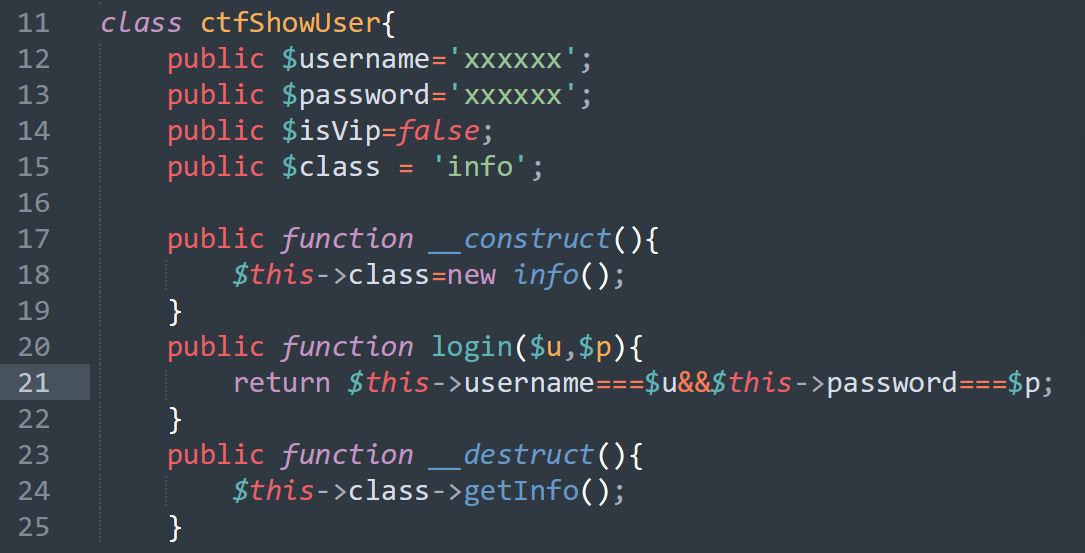 11 class ctfShowUser{
12     public $username='xxxxxx';
13     public $password='xxxxxx';
14     public $isVip=false;
15     public $class = 'info';
16
17     public function __construct(){
18         $this->class=new info();
19     }
20     public function login($u,$p){
21         return $this->username===$u&&$this->password===$p;
22     }
23     public function __destruct(){
24         $this->class->getInfo();
25     }